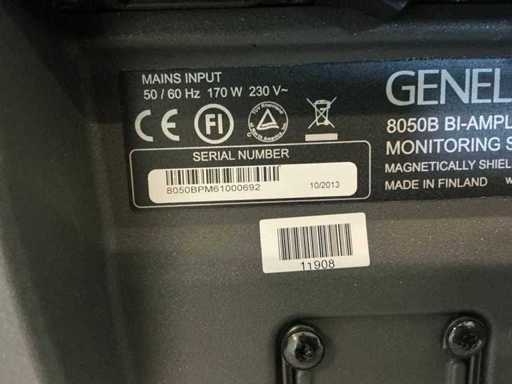 MAINS INPUT
50 / 60 Hz 170 W 230 V~
GENEL
8050B BI-AMPL
MONITORING S
MAGNETICALLY SHIEL
MADE IN FINLAND W
CE FI
SERIAL NUMBER
8050BPM61000692
10/2013
11908